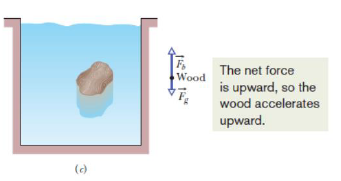 F_b
Wood
F_g
The net force
is upward, so the
wood accelerates
upward.
(c)